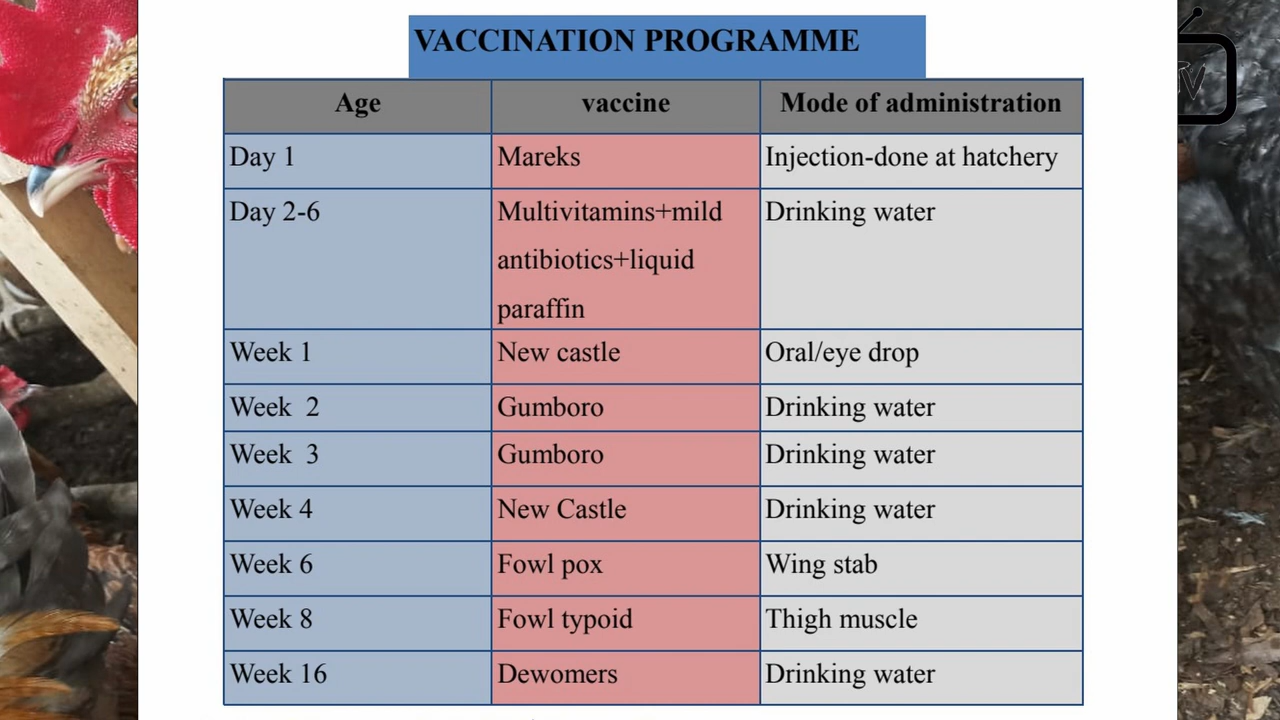 VACCINATION PROGRAMME
Age vaccine Mode of administration
Day 1 Mareks Injection-done at hatchery
Day 2-6 Multivitamins+mild Drinking water
antibiotics+liquid
paraffin
Week 1 New castle Oral/eye drop
Week 2 Gumboro Drinking water
Week 3 Gumboro Drinking water
Week 4 New Castle Drinking water
Week 6 Fowl pox Wing stab
Week 8 Fowl typoid Thigh muscle
Week 16 Dewomers Drinking water
TV